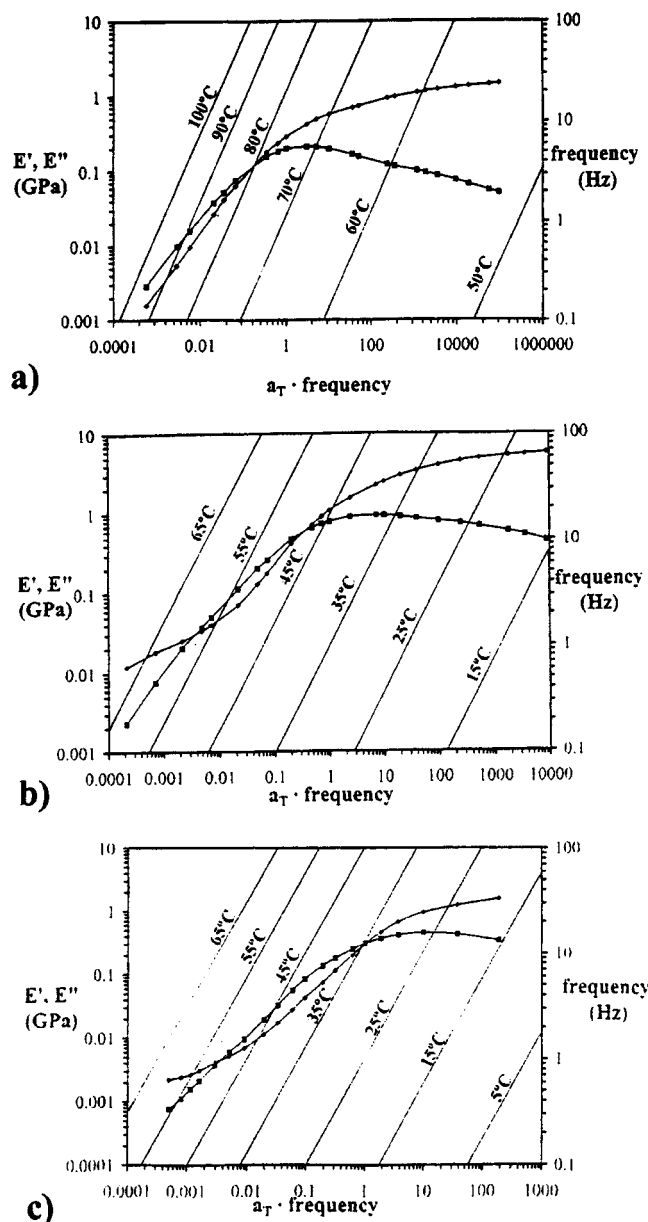 10
100
1
10
0.1
1
0.01
0.001
0.1
E', E''
(GPa)
frequency
(Hz)
100°C
90°C
80°C
70°C
60°C
50°C
0.0001 0.01 1 100 10000 1000000
a)
a_T · frequency
10
100
1
10
0.1
1
0.01
0.001
0.1
E', E''
(GPa)
frequency
(Hz)
65°C
55°C
45°C
35°C
25°C
15°C
0.0001 0.001 0.01 0.1 1 10 100 1000 10000
b)
a_T · frequency
10
100
1
10
0.1
0.01
1
0.001
0.0001
0.1
E', E''
(GPa)
frequency
(Hz)
65°C
55°C
45°C
35°C
25°C
15°C
5°C
0.0001 0.001 0.01 0.1 1 10 100 1000
c)
a_T · frequency